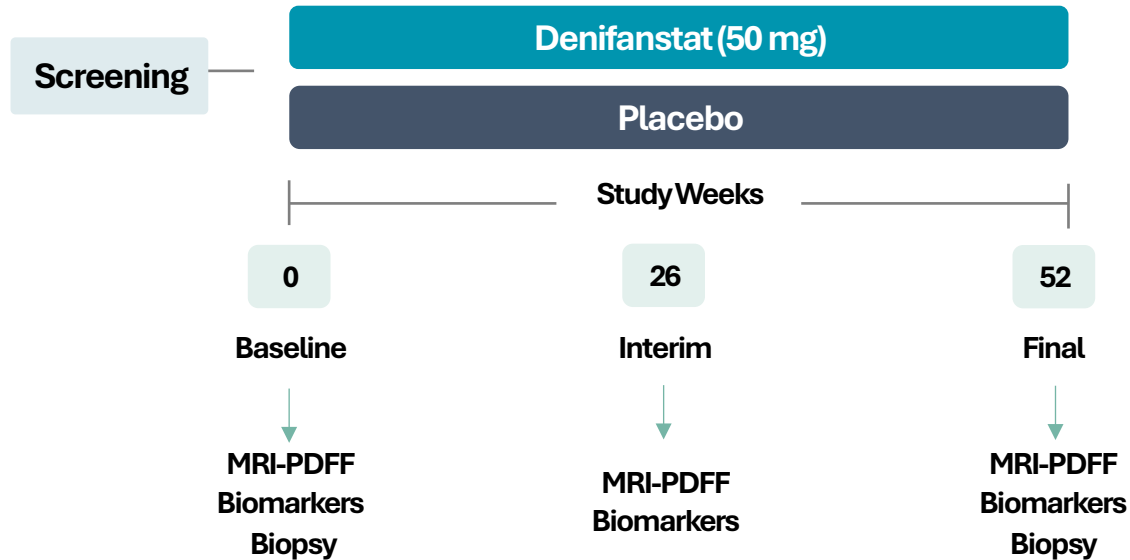 Denifanstat (50 mg)
Screening
Placebo
Study Weeks
0
26
52
Baseline
Interim
Final
MRI-PDFF
Biomarkers
Biopsy
MRI-PDFF
Biomarkers
MRI-PDFF
Biomarkers
Biopsy